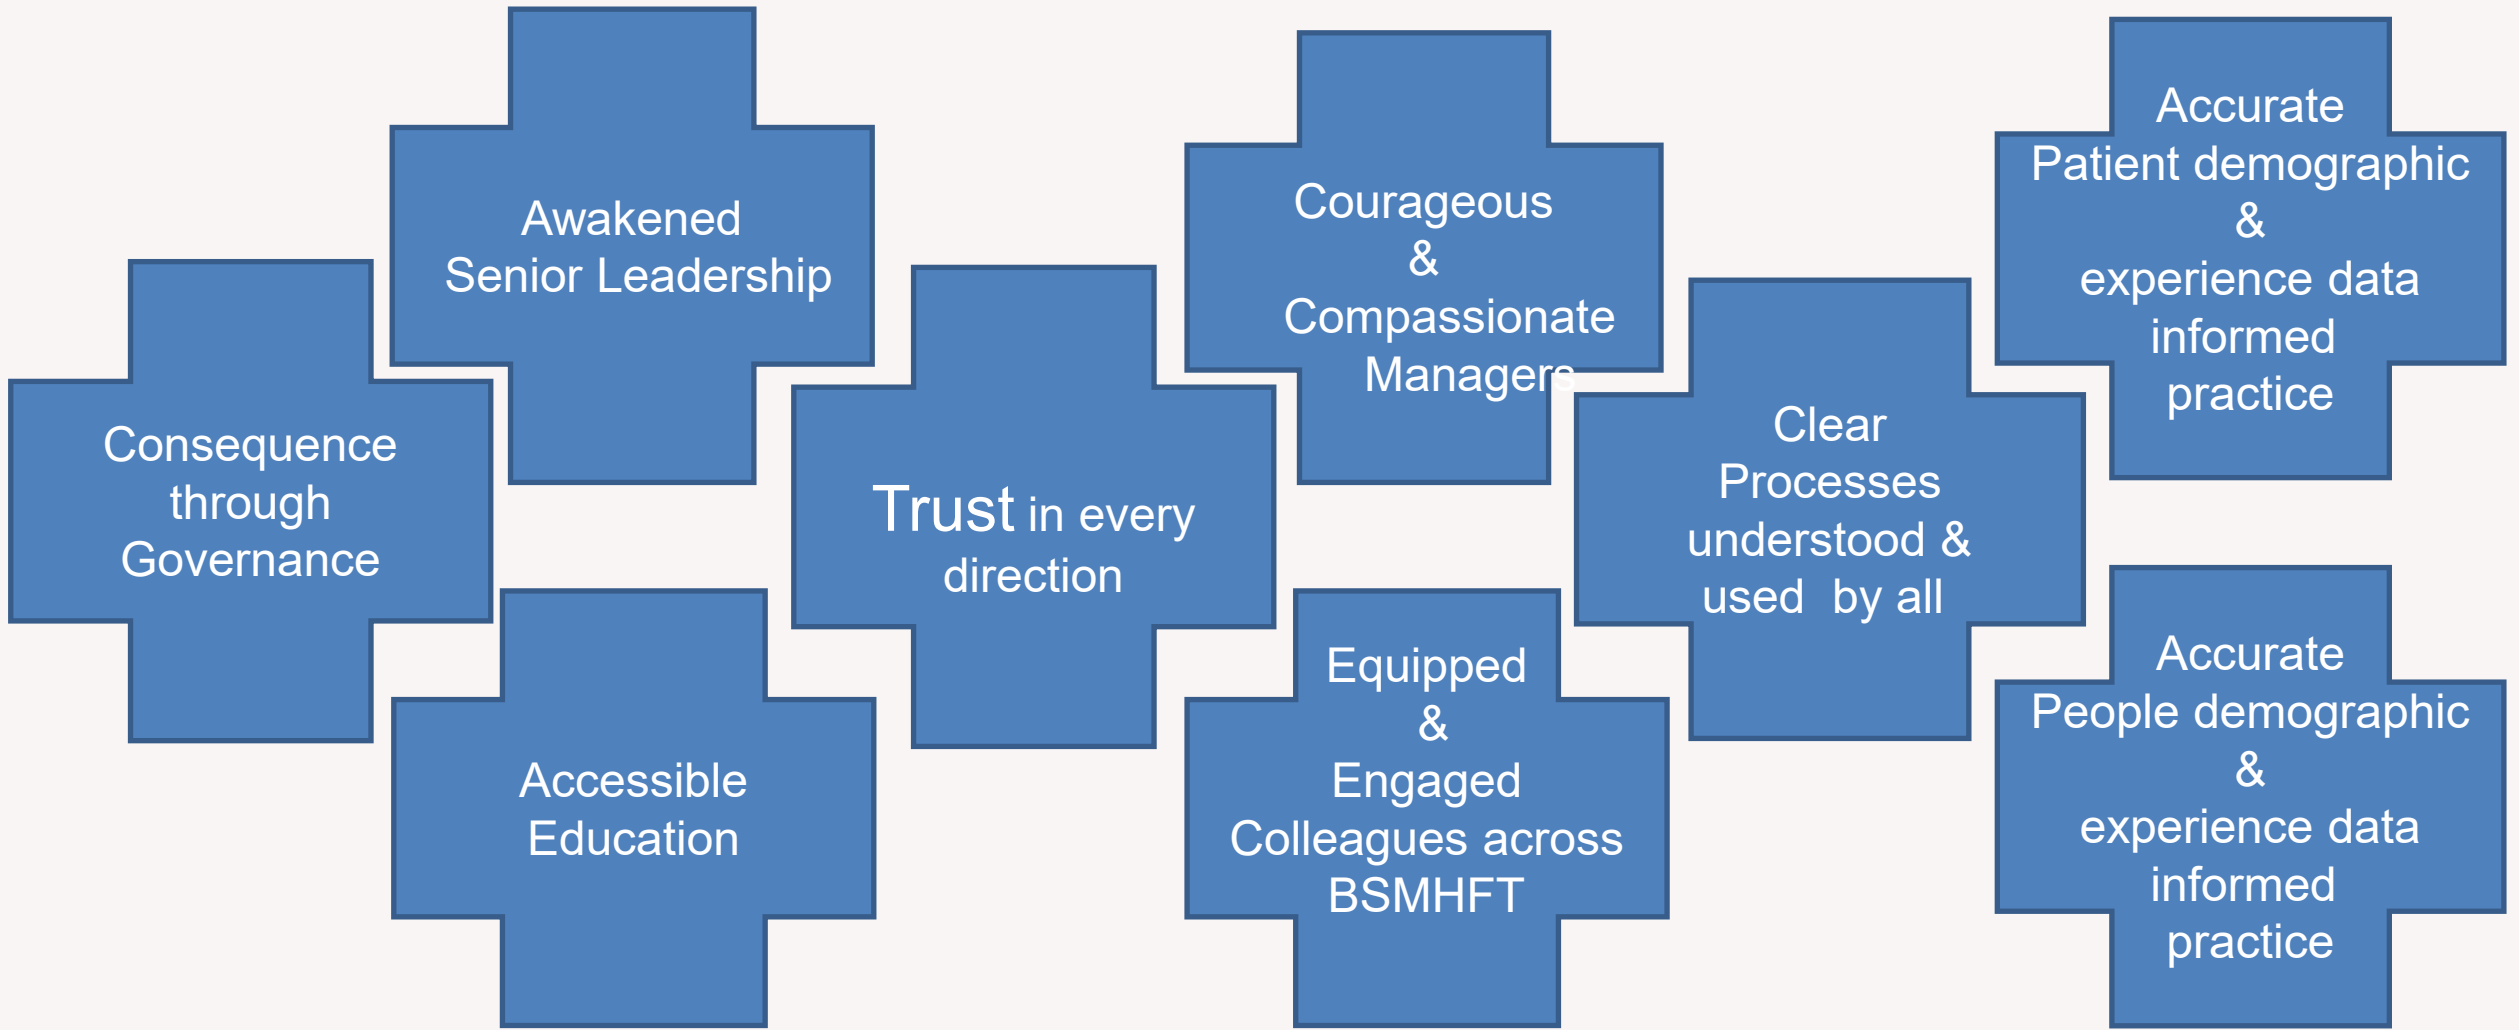 Awakened
Senior Leadership
Consequence
through
Governance
Accessible
Education
Trust in every
direction
Courageous
&
Compassionate
Managers
Equipped
&
Engaged
Colleagues across
BSMHFT
Clear
Processes
understood &
used  by all
Accurate
Patient demographic
&
experience data
informed
practice
Accurate
People demographic
&
experience data
informed
practice